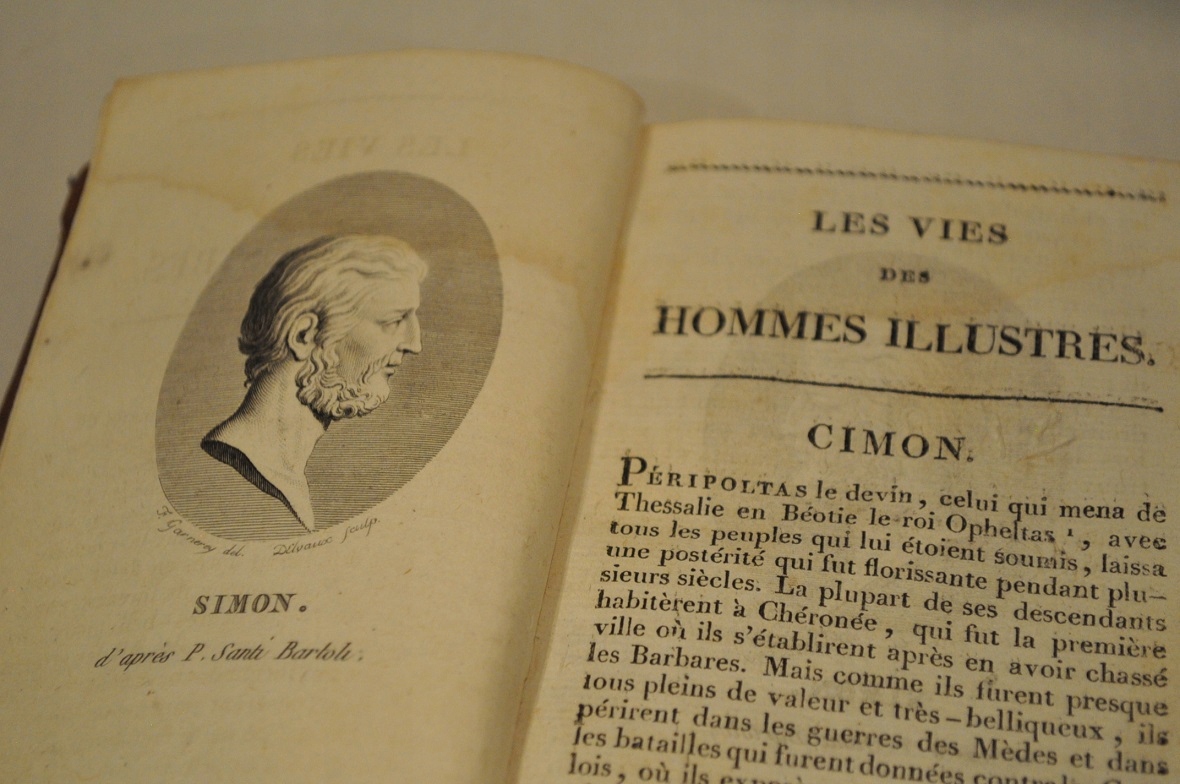 F. Garnerey del. Delvaux sculp.
SIMON.
d'après P. Santi Bartoli.
LES VIES
DES
HOMMES ILLUSTRES.
CIMON.
PÉRIPOLTAS le devin, celui qui mena de
Thessalie en Béotie le roi Opheltas ¹, avec
tous les peuples qui lui étoient soumis, laissa
une postérité qui fut florissante pendant plu-
sieurs siècles. La plupart de ses descendants
habitèrent à Chéronée, qui fut la première
ville où ils s'établirent après en avoir chassé
les Barbares. Mais comme ils furent presque
tous pleins de valeur et très-belliqueux, ils
périrent dans les guerres des Mèdes et dans
les batailles qui furent données
lois, où ils